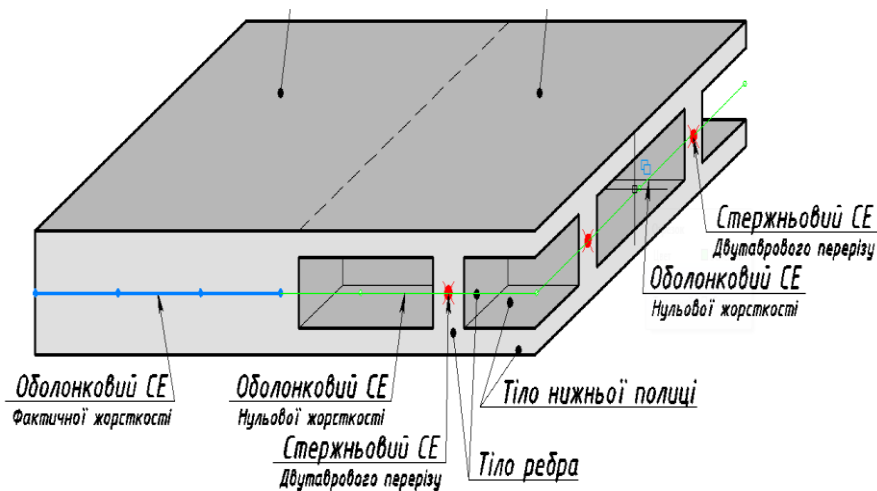 Стержньовий СЕ
Двутаврового перерізу
Оболонковий СЕ
Нульової жорсткості
Оболонковий СЕ
Фактичної жорсткості
Оболонковий СЕ
Нульової жорсткості
Тіло нижньої полиці
Стержньовий СЕ
Двутаврового перерізу
Тіло ребра